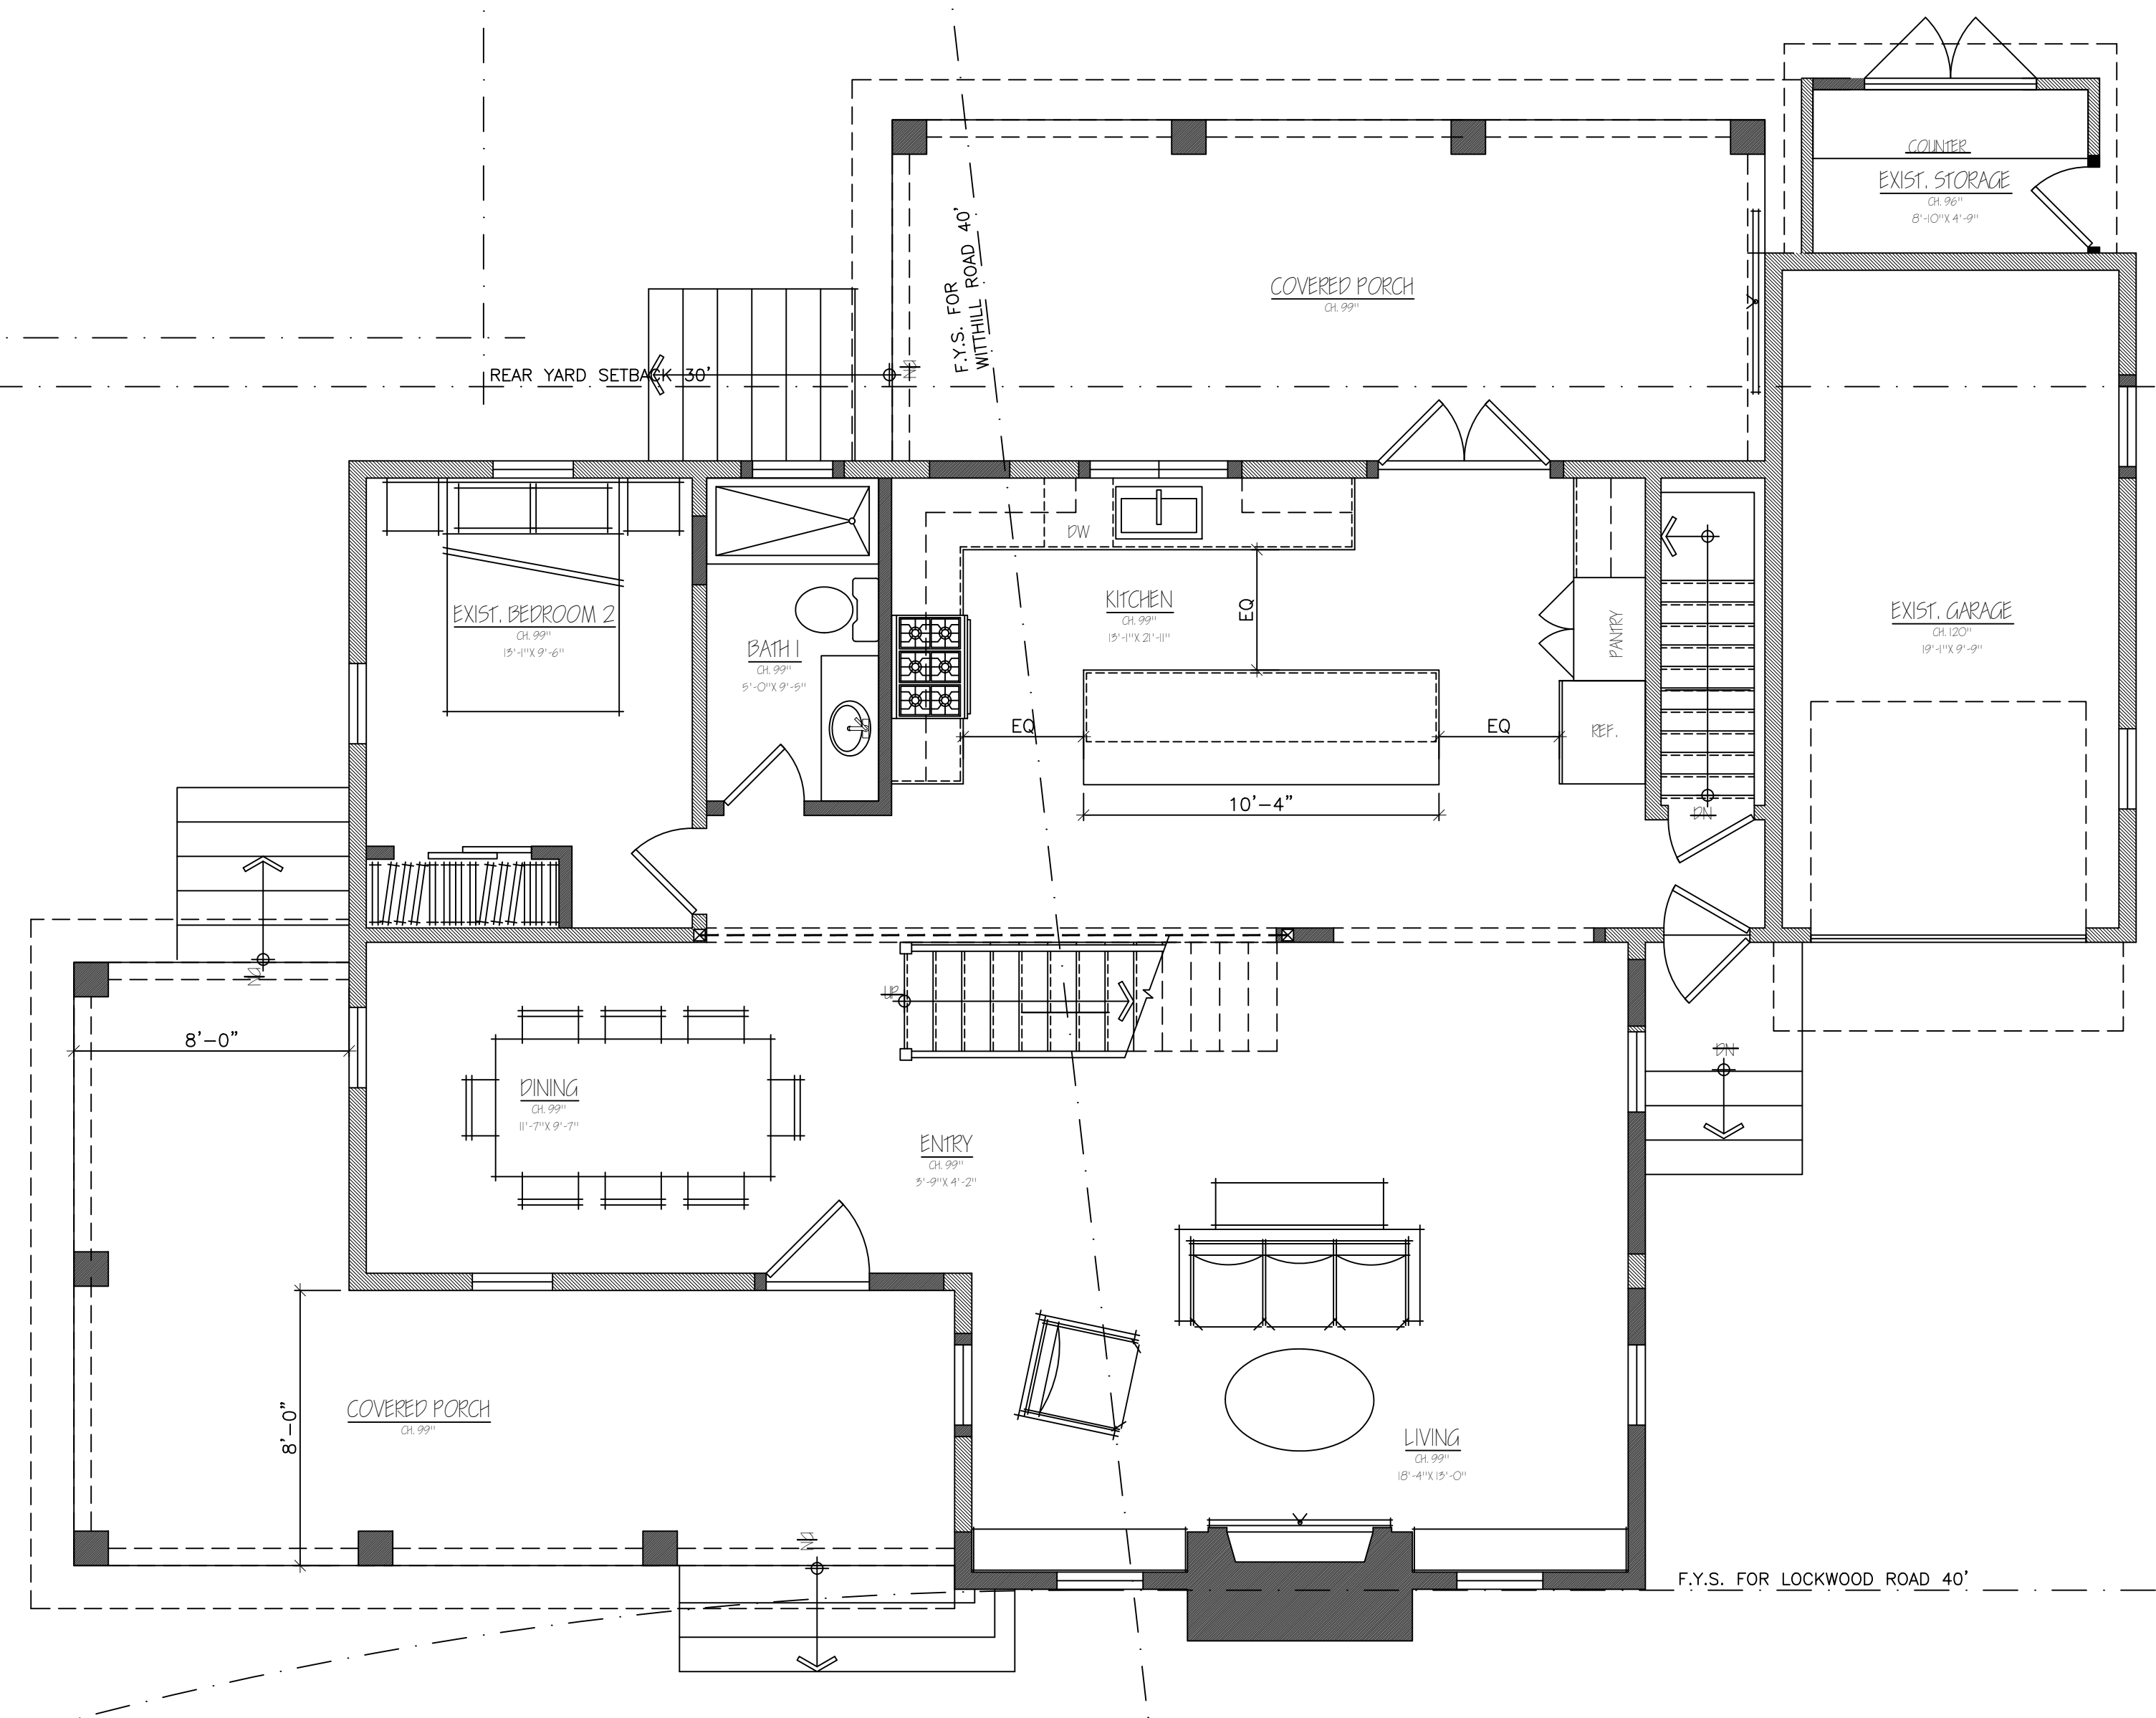 COUNTER
EXIST. STORAGE
CH. 96"
8'-10"X 4'-9"
F.Y.S. FOR
WITTHILL ROAD 40'
COVERED PORCH
CH. 99"
REAR YARD SETBACK 30'
DN
DW
EXIST. BEDROOM 2
CH. 99"
13'-1"X 9'-6"
BATH 1
CH. 99"
5'-0"X 9'-5"
KITCHEN
CH. 99"
13'-1"X 21'-11"
EQ
PANTRY
EXIST. GARAGE
CH. 120"
19'-1"X 9'-9"
EQ
EQ
REF.
10'-4"
DN
DN
UP
8'-0"
DN
DINING
CH. 99"
11'-7"X 9'-7"
ENTRY
CH. 99"
3'-9"X 4'-2"
COVERED PORCH
CH. 99"
8'-0"
LIVING
CH. 99"
18'-4"X 13'-0"
DN
F.Y.S. FOR LOCKWOOD ROAD 40'